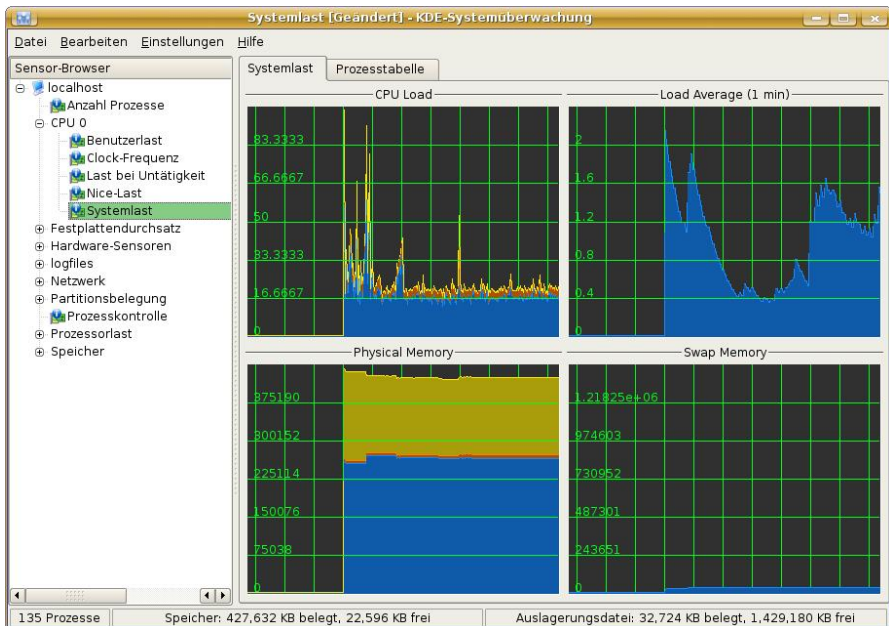 Systemlast [Geändert] - KDE-Systemüberwachung
Datei Bearbeiten Einstellungen Hilfe
Sensor-Browser
localhost
Anzahl Prozesse
CPU 0
Benutzerlast
Clock-Frequenz
Last bei Untätigkeit
Nice-Last
Systemlast
Festplattendurchsatz
Hardware-Sensoren
logfiles
Netzwerk
Partitionsbelegung
Prozesskontrolle
Prozessorlast
Speicher
Systemlast Prozesstabelle
CPU Load
83.3333
66.6667
50
33.3333
16.6667
0
Load Average (1 min)
2
1.6
1.2
0.8
0.4
0
Physical Memory
375190
300152
225114
150076
75038
0
Swap Memory
1.21825e+06
974603
730952
487301
243651
0
135 Prozesse
Speicher: 427,632 KB belegt, 22,596 KB frei
Auslagerungsdatei: 32,724 KB belegt, 1,429,180 KB frei